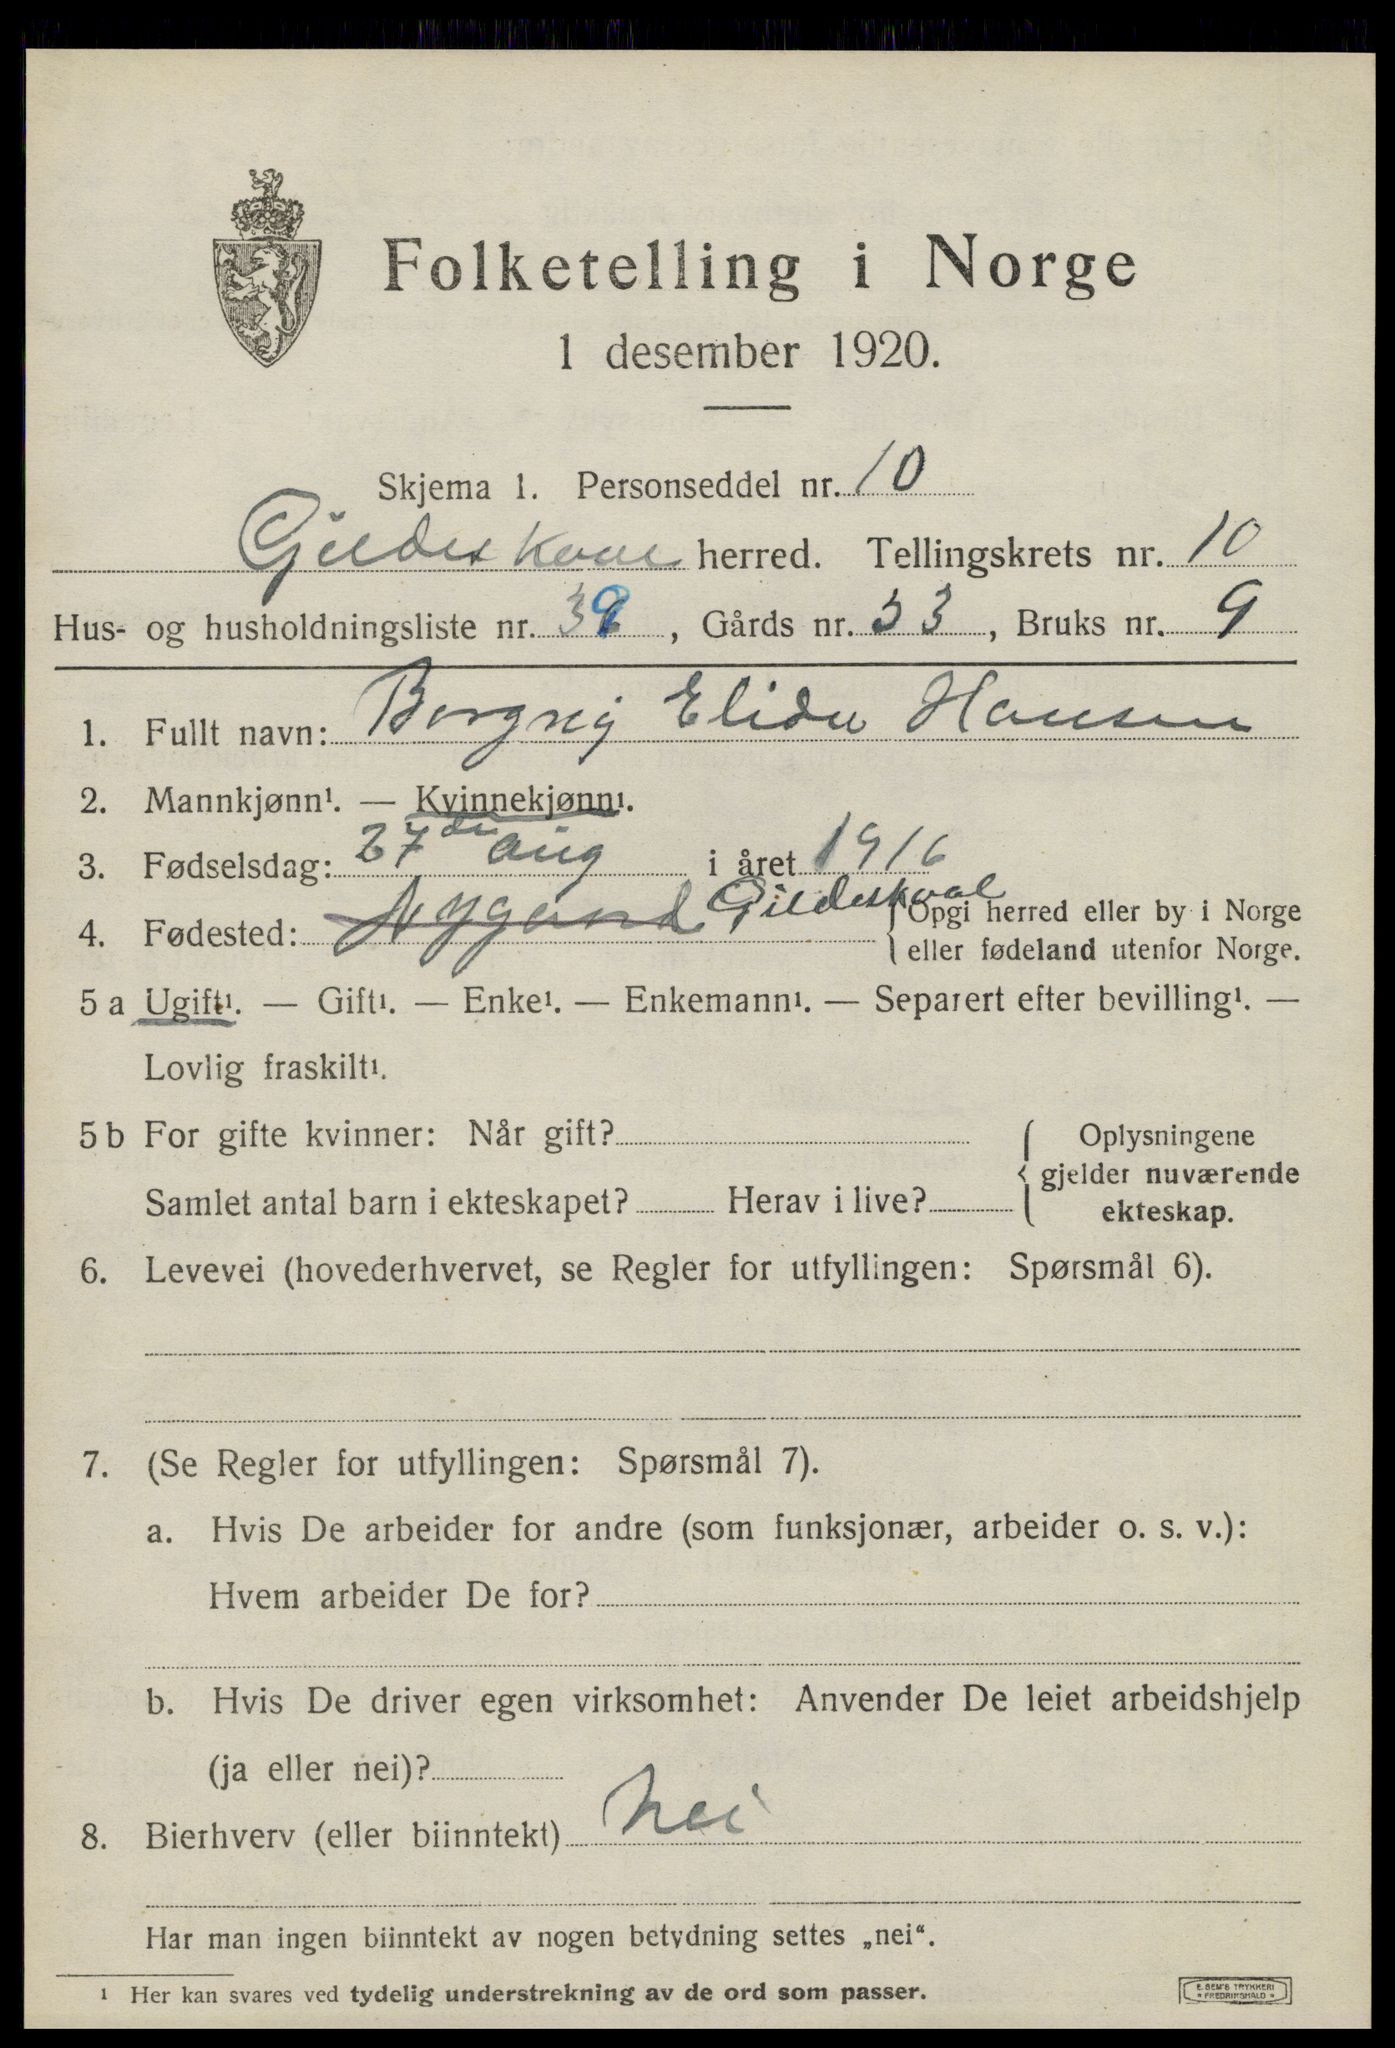 Folketelling i Norge
1 desember 1920.
Skjema 1. Personseddel nr. 10
Gildeskaal herred. Tellingskrets nr. 10
Hus- og husholdningsliste nr. 39, Gårds nr. 53, Bruks nr. 9
1. Fullt navn: Borgny Elida Hansen
2. Mannkjønn¹. — Kvinnekjønn¹.
3. Fødselsdag: 27de aug i året 1916
4. Fødested: Nygaard Gildeskaal {Opgi herred eller by i Norge
eller fødeland utenfor Norge.
5 a Ugift¹. — Gift¹. — Enke¹. — Enkemann¹. — Separert efter bevilling¹. —
Lovlig fraskilt¹.
5 b For gifte kvinner: Når gift? { Oplysningene
gjelder nuværende
Samlet antal barn i ekteskapet? Herav i live?
ekteskap.
6. Levevei (hovederhvervet, se Regler for utfyllingen: Spørsmål 6).
7. (Se Regler for utfyllingen: Spørsmål 7).
a. Hvis De arbeider for andre (som funksjonær, arbeider o. s. v.):
Hvem arbeider De for?
b. Hvis De driver egen virksomhet: Anvender De leiet arbeidshjelp
(ja eller nei)?
8. Bierhverv (eller biinntekt) nei
Har man ingen biinntekt av nogen betydning settes „nei“.
¹ Her kan svares ved tydelig understrekning av de ord som passer.
E. SEM'S TRYKKERI
* FREDRIKSHALD *